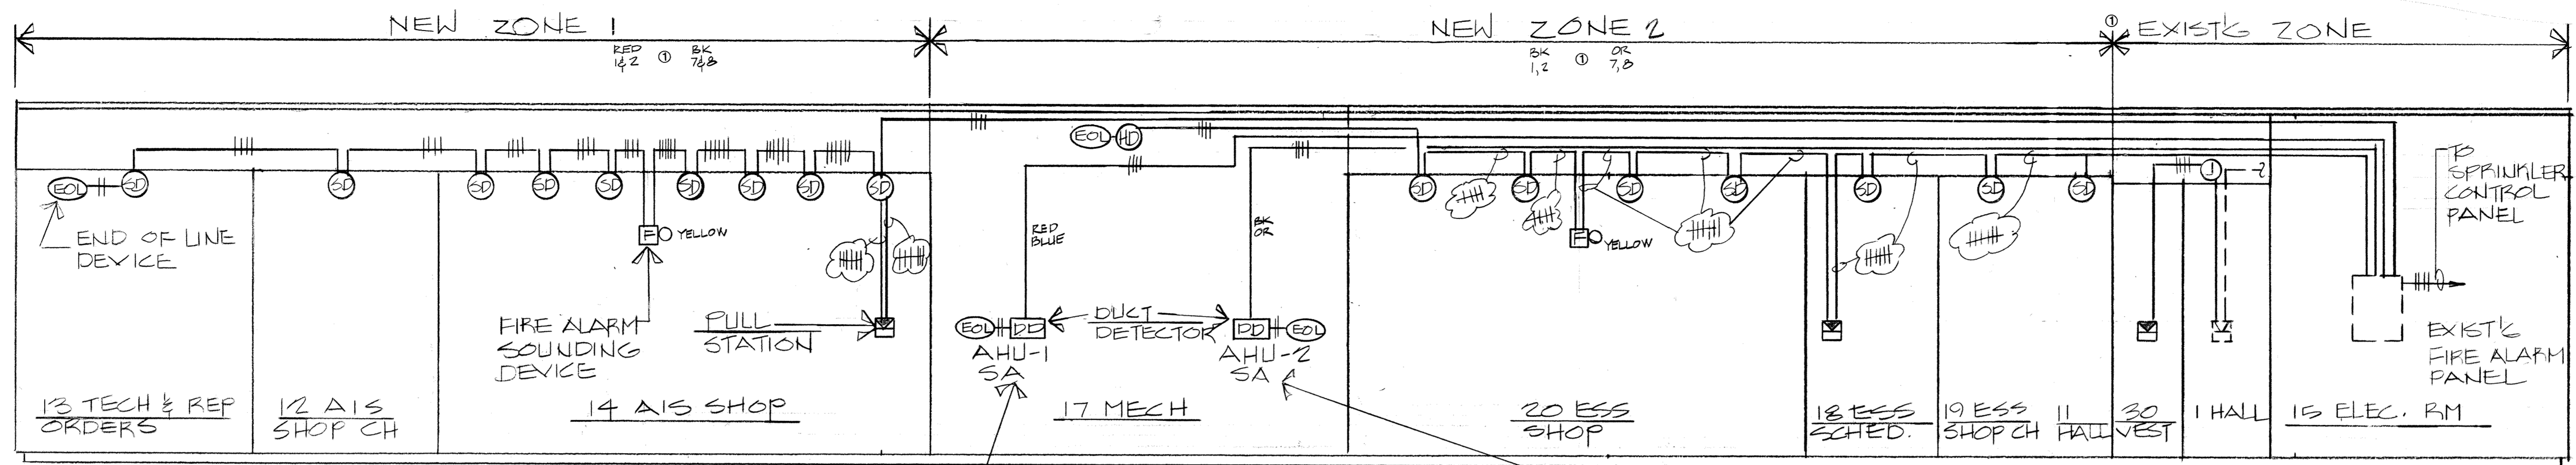 NEW ZONE 1
RED
1&2
①
BK
7&8
NEW ZONE 2
BK
1,2
①
OR
7,8
①
EXIST'G ZONE
EOL
SD
SD
SD
SD
SD
SD
SD
SD
SD
EOL
HD
SD
SD
SD
SD
SD
SD
SD
J
2
TO
SPRINKLER
CONTROL
PANEL
END OF LINE
DEVICE
F
YELLOW
RED
BLUE
BK
OR
F
YELLOW
FIRE ALARM
SOUNDING
DEVICE
PULL
STATION
EOL
DD
AHU-1
SA
DUCT
DETECTOR
DD
EOL
AHU-2
SA
EXIST'G
FIRE ALARM
PANEL
13 TECH & REP
ORDERS
12 AIS
SHOP CH
14 AIS SHOP
17 MECH
20 ESS
SHOP
18 ESS
SCHED.
19 ESS
SHOP CH
11
HALL
30
VEST
1 HALL
15 ELEC. RM